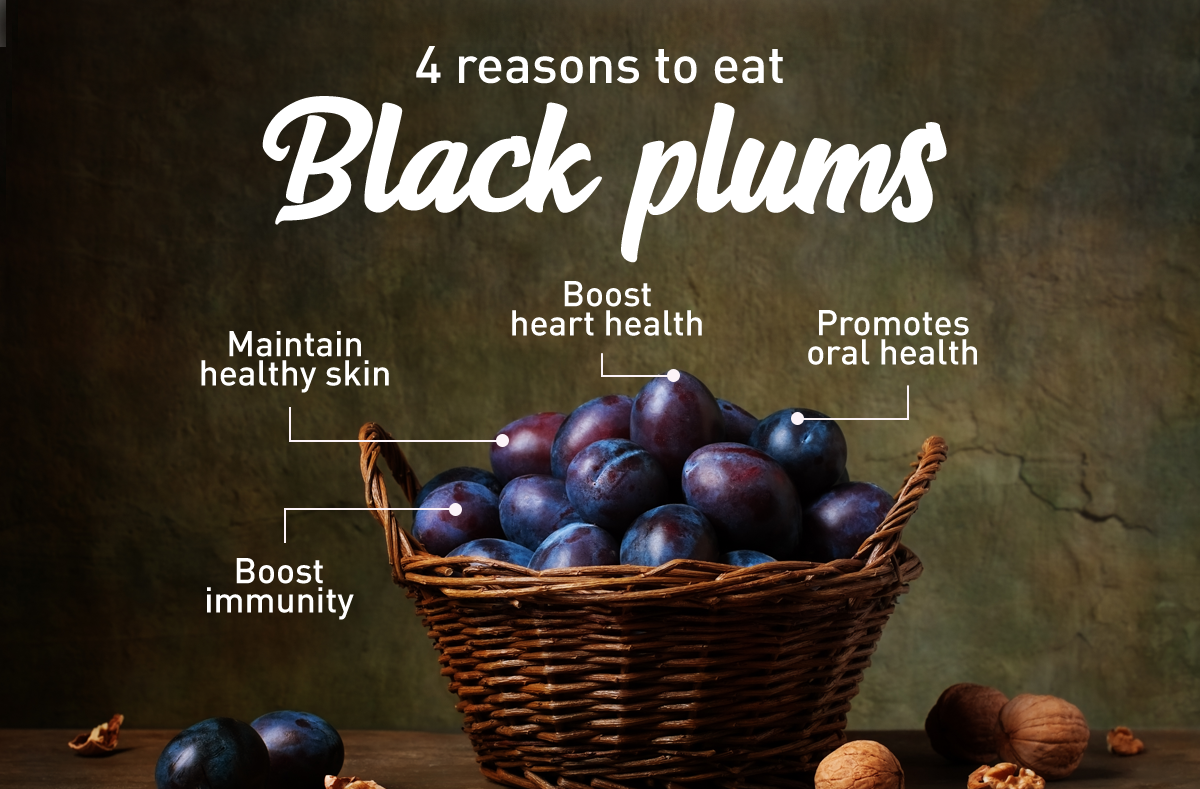 4 reasons to eat
Black plums
Boost
heart health
Promotes
oral health
Maintain
healthy skin
Boost
immunity